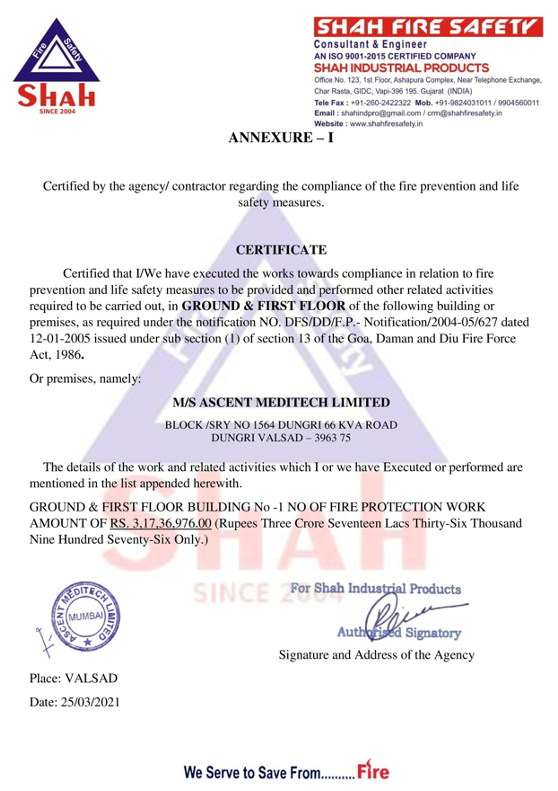 Fire Safety
SHAH
SINCE 2004
SHAH FIRE SAFETY
Consultant & Engineer
AN ISO 9001-2015 CERTIFIED COMPANY
SHAH INDUSTRIAL PRODUCTS
Office No. 123, 1st Floor, Ashapura Complex, Near Telephone Exchange,
Char Rasta, GIDC, Vapi-396 195. Gujarat (INDIA)
Tele Fax : +91-260-2422322 Mob. +91-9824031011 / 9904560011
Email : shahindpro@gmail.com / crm@shahfiresafety.in
Website : www.shahfiresafety.in
ANNEXURE – I
Certified by the agency/ contractor regarding the compliance of the fire prevention and life
safety measures.
CERTIFICATE
Certified that I/We have executed the works towards compliance in relation to fire
prevention and life safety measures to be provided and performed other related activities
required to be carried out, in GROUND & FIRST FLOOR of the following building or
premises, as required under the notification NO. DFS/DD/F.P.- Notification/2004-05/627 dated
12-01-2005 issued under sub section (1) of section 13 of the Goa, Daman and Diu Fire Force
Act, 1986.
Or premises, namely:
M/S ASCENT MEDITECH LIMITED
BLOCK /SRY NO 1564 DUNGRI 66 KVA ROAD
DUNGRI VALSAD – 3963 75
The details of the work and related activities which I or we have Executed or performed are
mentioned in the list appended herewith.
GROUND & FIRST FLOOR BUILDING No -1 NO OF FIRE PROTECTION WORK
AMOUNT OF RS. 3,17,36,976.00 (Rupees Three Crore Seventeen Lacs Thirty-Six Thousand
Nine Hundred Seventy-Six Only.)
Fire Safety
SHAH
SINCE 2004
ASCENT MEDITECH LIMITED
MUMBAI
For Shah Industrial Products
Authorised Signatory
Signature and Address of the Agency
Place: VALSAD
Date: 25/03/2021
We Serve to Save From.......... Fire